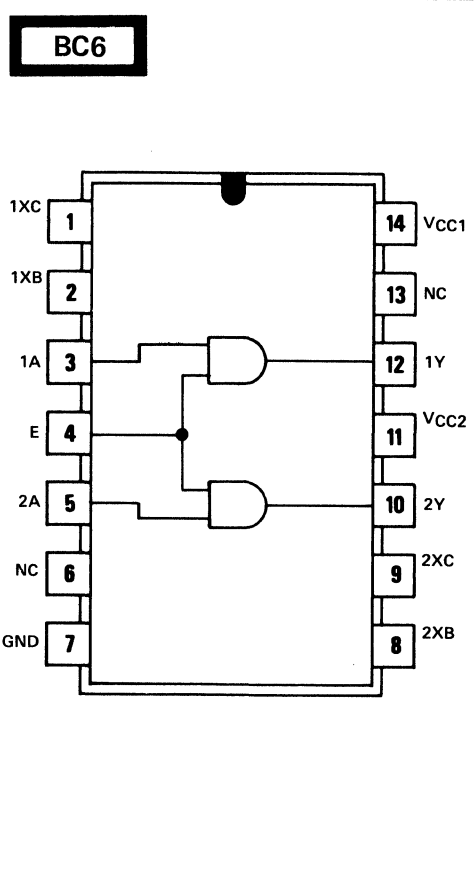 BC6
1XC 1 14 VCC1
1XB 2 13 NC
1A 3 12 1Y
E 4 11 VCC2
2A 5 10 2Y
NC 6 9 2XC
GND 7 8 2XB